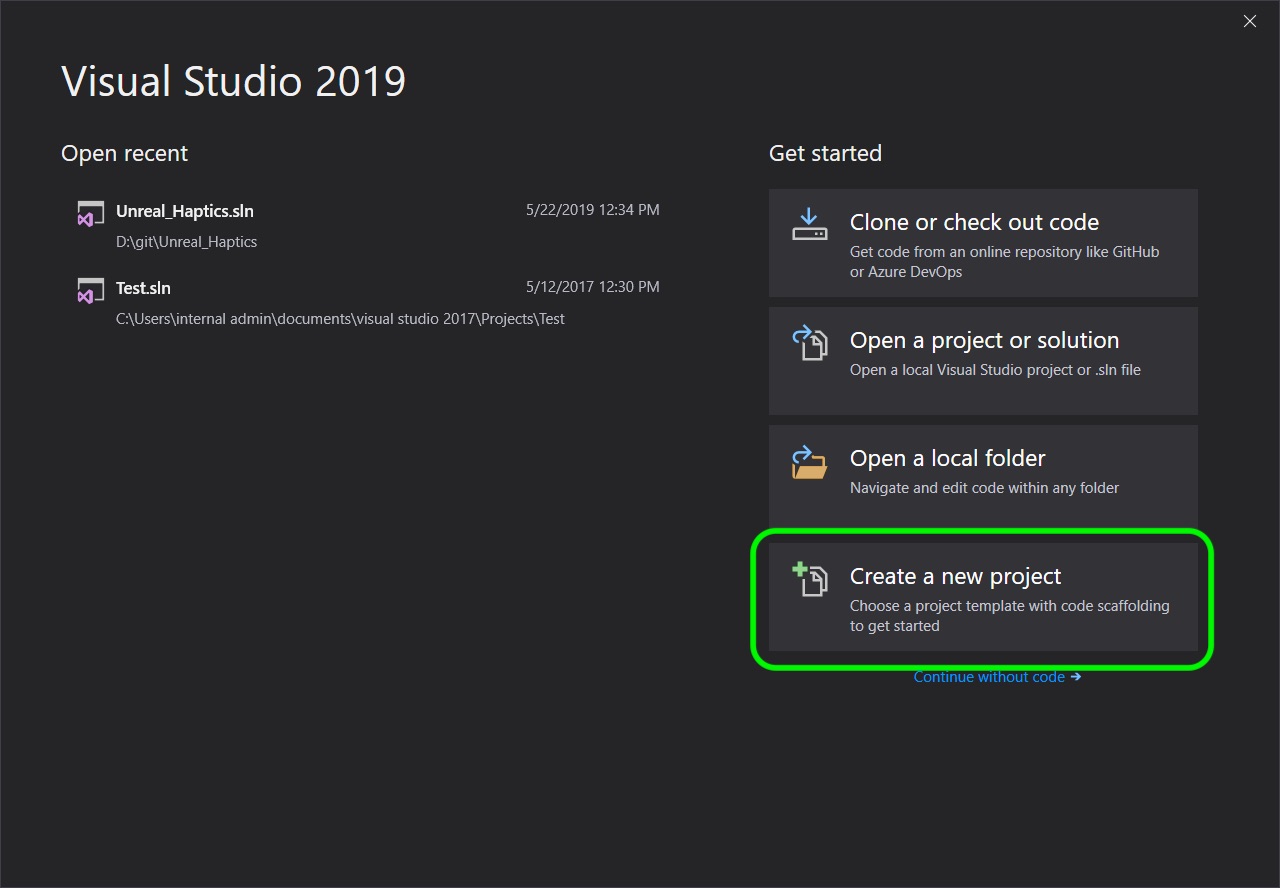 Visual Studio 2019
Open recent
Unreal_Haptics.sln 5/22/2019 12:34 PM
D:\git\Unreal_Haptics
Test.sln 5/12/2017 12:30 PM
C:\Users\internal admin\documents\visual studio 2017\Projects\Test
Get started
Clone or check out code
Get code from an online repository like GitHub
or Azure DevOps
Open a project or solution
Open a local Visual Studio project or .sln file
Open a local folder
Navigate and edit code within any folder
Create a new project
Choose a project template with code scaffolding
to get started
Continue without code →